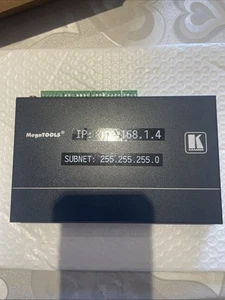 MegaTOOLS®
IP: 168.1.4
SUBNET: 255.255.255.0
K